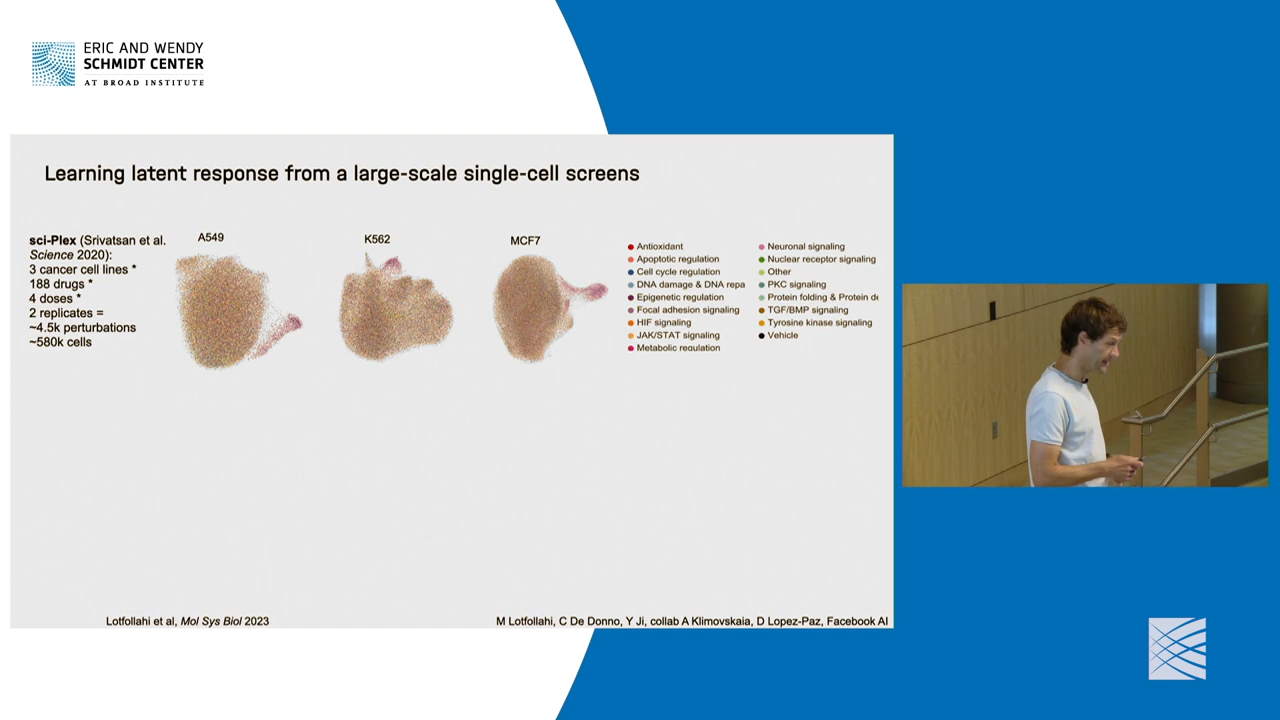 ERIC AND WENDY
SCHMIDT CENTER
AT BROAD INSTITUTE
Learning latent response from a large-scale single-cell screens
sci-Plex (Srivatsan et al.
Science 2020):
3 cancer cell lines *
188 drugs *
4 doses *
2 replicates =
~4.5k perturbations
~580k cells
A549
K562
MCF7
Antioxidant
Apoptotic regulation
Cell cycle regulation
DNA damage & DNA repa
Epigenetic regulation
Focal adhesion signaling
HIF signaling
JAK/STAT signaling
Metabolic regulation
Neuronal signaling
Nuclear receptor signaling
Other
PKC signaling
Protein folding & Protein de
TGF/BMP signaling
Tyrosine kinase signaling
Vehicle
Lotfollahi et al, Mol Sys Biol 2023
M Lotfollahi, C De Donno, Y Ji, collab A Klimovskaia, D Lopez-Paz, Facebook AI